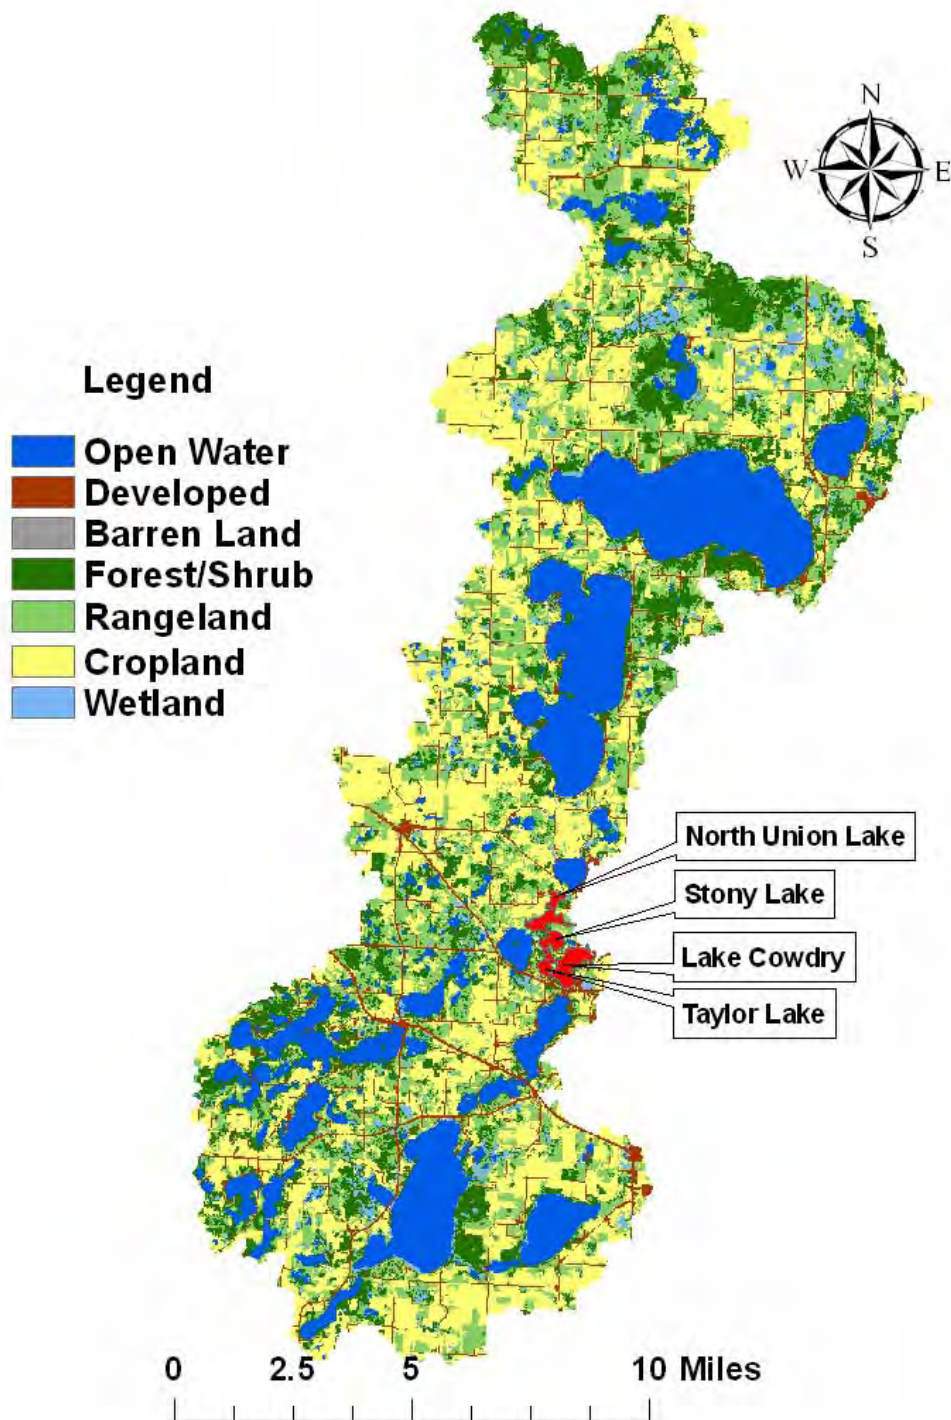 N
W E
S
Legend
Open Water
Developed
Barren Land
Forest/Shrub
Rangeland
Cropland
Wetland
North Union Lake
Stony Lake
Lake Cowdry
Taylor Lake
0 2.5 5 10 Miles